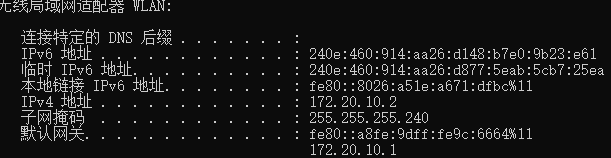 无线局域网适配器 WLAN:
连接特定的 DNS 后缀 . . . . . . . :
IPv6 地址 . . . . . . . . . . . . : 240e:460:914:aa26:d148:b7e0:9b23:e61
临时 IPv6 地址. . . . . . . . . . : 240e:460:914:aa26:d877:5eab:5cb7:25ea
本地链接 IPv6 地址. . . . . . . . : fe80::8026:a51e:a671:dfbc%11
IPv4 地址 . . . . . . . . . . . . : 172.20.10.2
子网掩码 . . . . . . . . . . . . : 255.255.255.240
默认网关. . . . . . . . . . . . . : fe80::a8fe:9dff:fe9c:6664%11
172.20.10.1